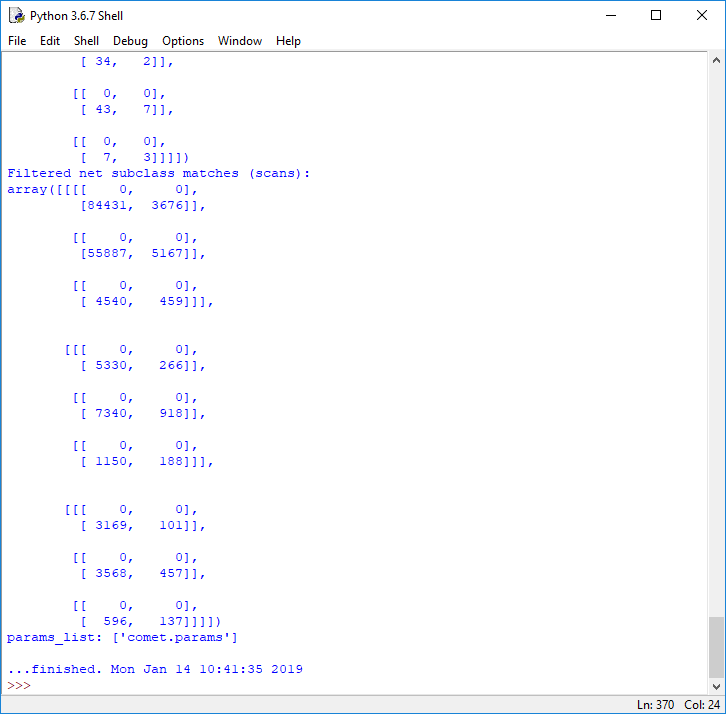 Python 3.6.7 Shell
File Edit Shell Debug Options Window Help
[ 34,   2]],
[[  0,   0],
[ 43,   7]],
[[  0,   0],
[  7,   3]]]])
Filtered net subclass matches (scans):
array([[[[    0,     0],
[84431,  3676]],
[[    0,     0],
[55887,  5167]],
[[    0,     0],
[ 4540,   459]]],
[[[    0,     0],
[ 5330,   266]],
[[    0,     0],
[ 7340,   918]],
[[    0,     0],
[ 1150,   188]]],
[[[    0,     0],
[ 3169,   101]],
[[    0,     0],
[ 3568,   457]],
[[    0,     0],
[  596,   137]]]])
params_list: ['comet.params']
...finished. Mon Jan 14 10:41:35 2019
>>>
Ln: 370 Col: 24